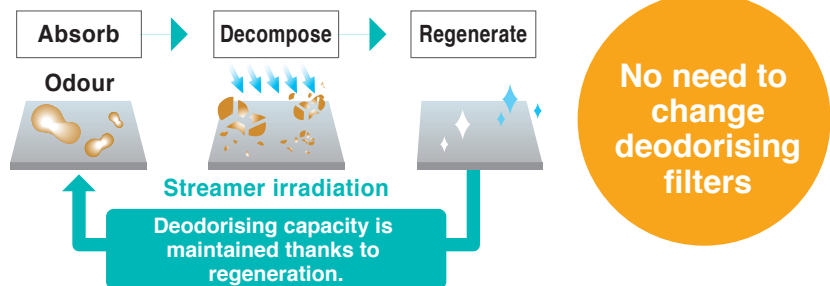 Absorb
Decompose
Regenerate
Odour
Streamer irradiation
Deodorising capacity is
maintained thanks to
regeneration.
No need to
change
deodorising
filters